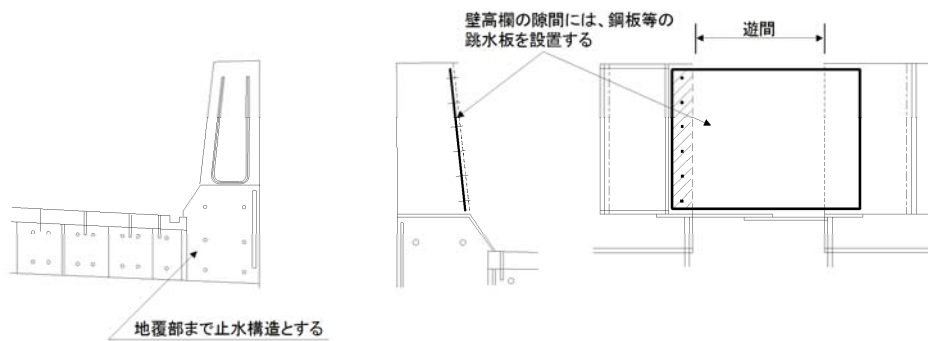 壁高欄の隙間には、鋼板等の
跳水板を設置する
遊間
地覆部まで止水構造とする